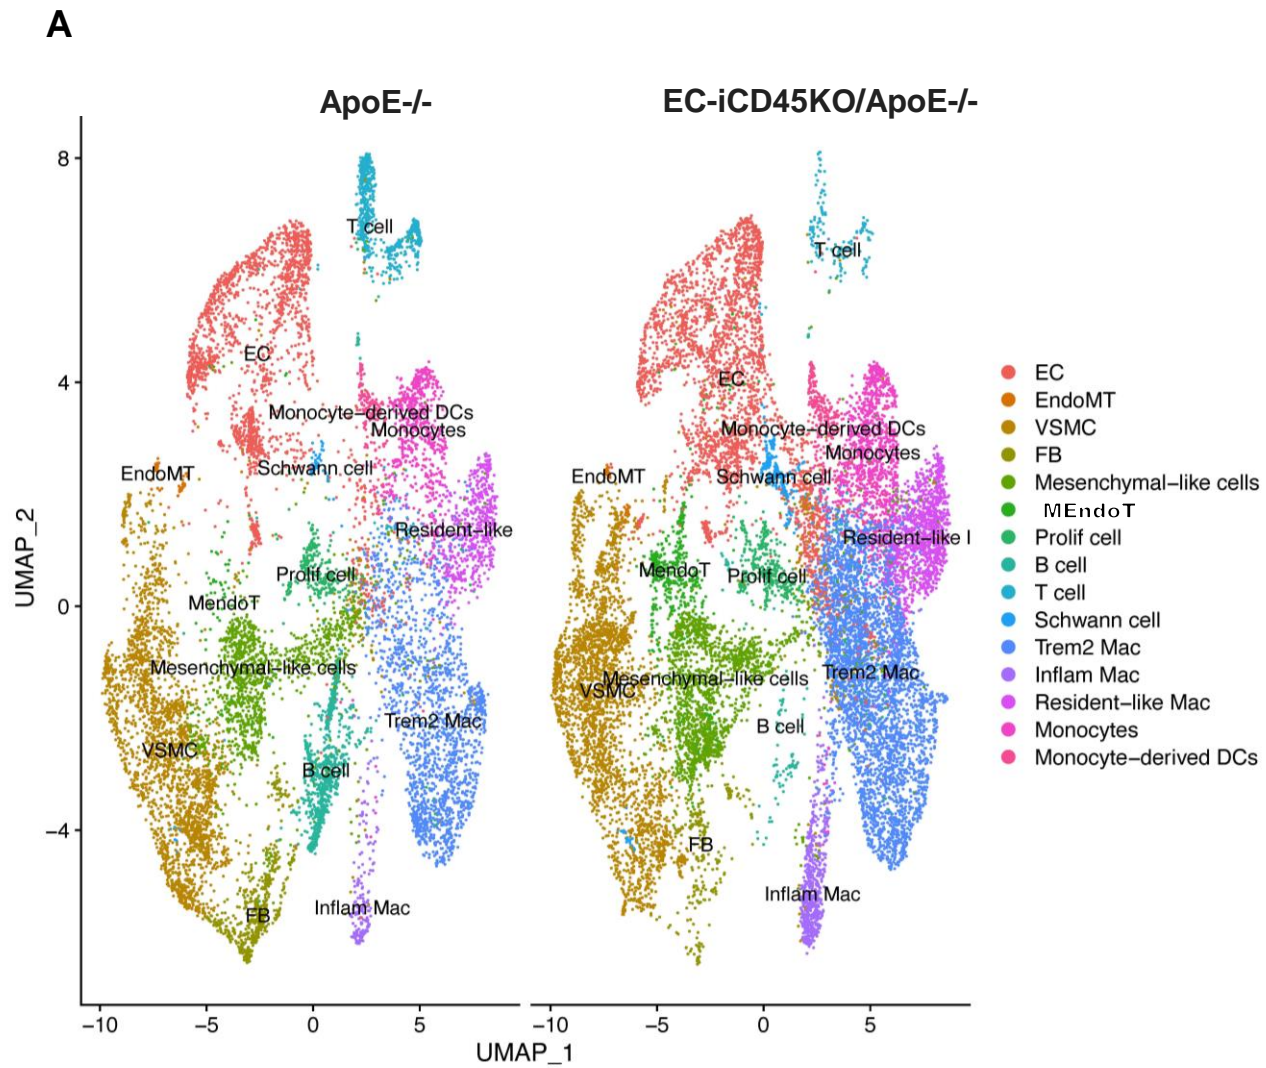 A
ApoE-/-
EC-iCD45KO/ApoE-/-
8
4
0
−4
UMAP_2
T cell
EC
Monocyte−derived DCs
Monocytes
Schwann cell
EndoMT
Resident−like
Prolif cell
MendoT
Mesenchymal−like cells
Trem2 Mac
VSMC
B cell
Inflam Mac
FB
T cell
EC
Monocyte−derived DCs
Monocytes
Schwann cell
EndoMT
Resident−like I
MendoT
Prolif cell
Trem2 Mac
Mesenchymal−like cells
VSMC
B cell
FB
Inflam Mac
−10
−5
0
5
−10
−5
0
5
UMAP_1
EC
EndoMT
VSMC
FB
Mesenchymal−like cells
MEndoT
Prolif cell
B cell
T cell
Schwann cell
Trem2 Mac
Inflam Mac
Resident−like Mac
Monocytes
Monocyte−derived DCs